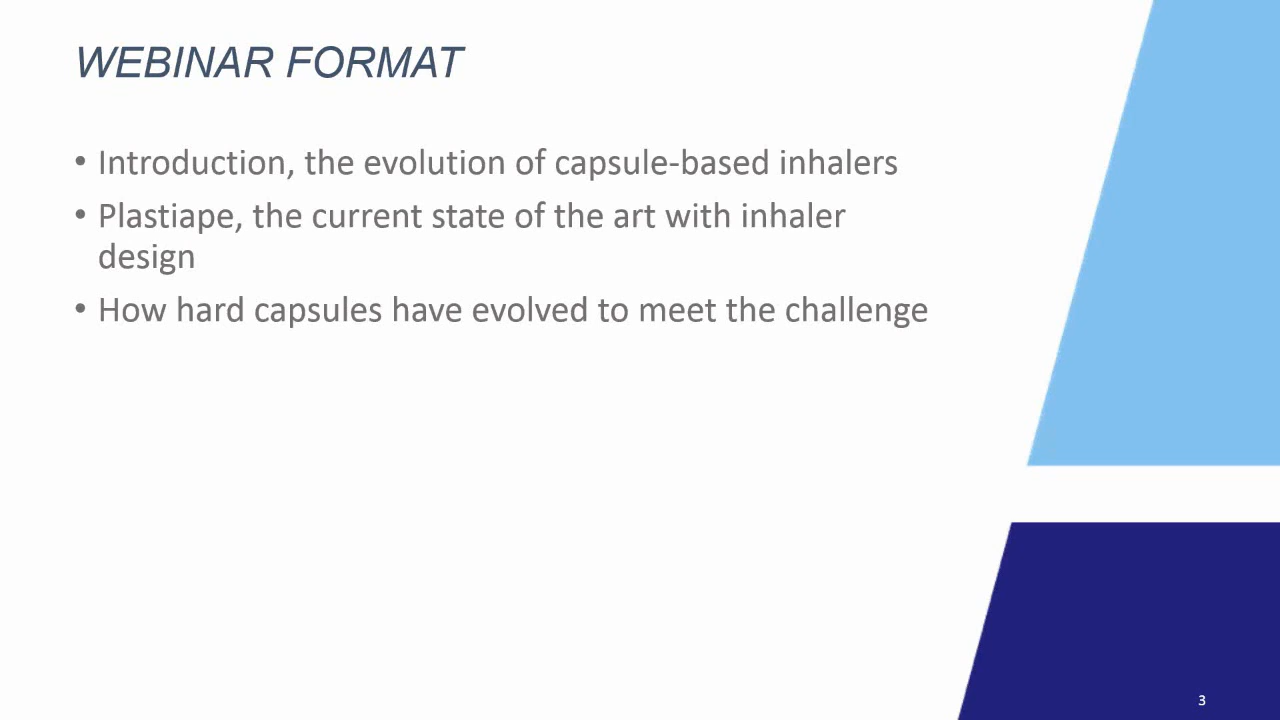 WEBINAR FORMAT
• Introduction, the evolution of capsule-based inhalers
• Plastiape, the current state of the art with inhaler
design
• How hard capsules have evolved to meet the challenge
3